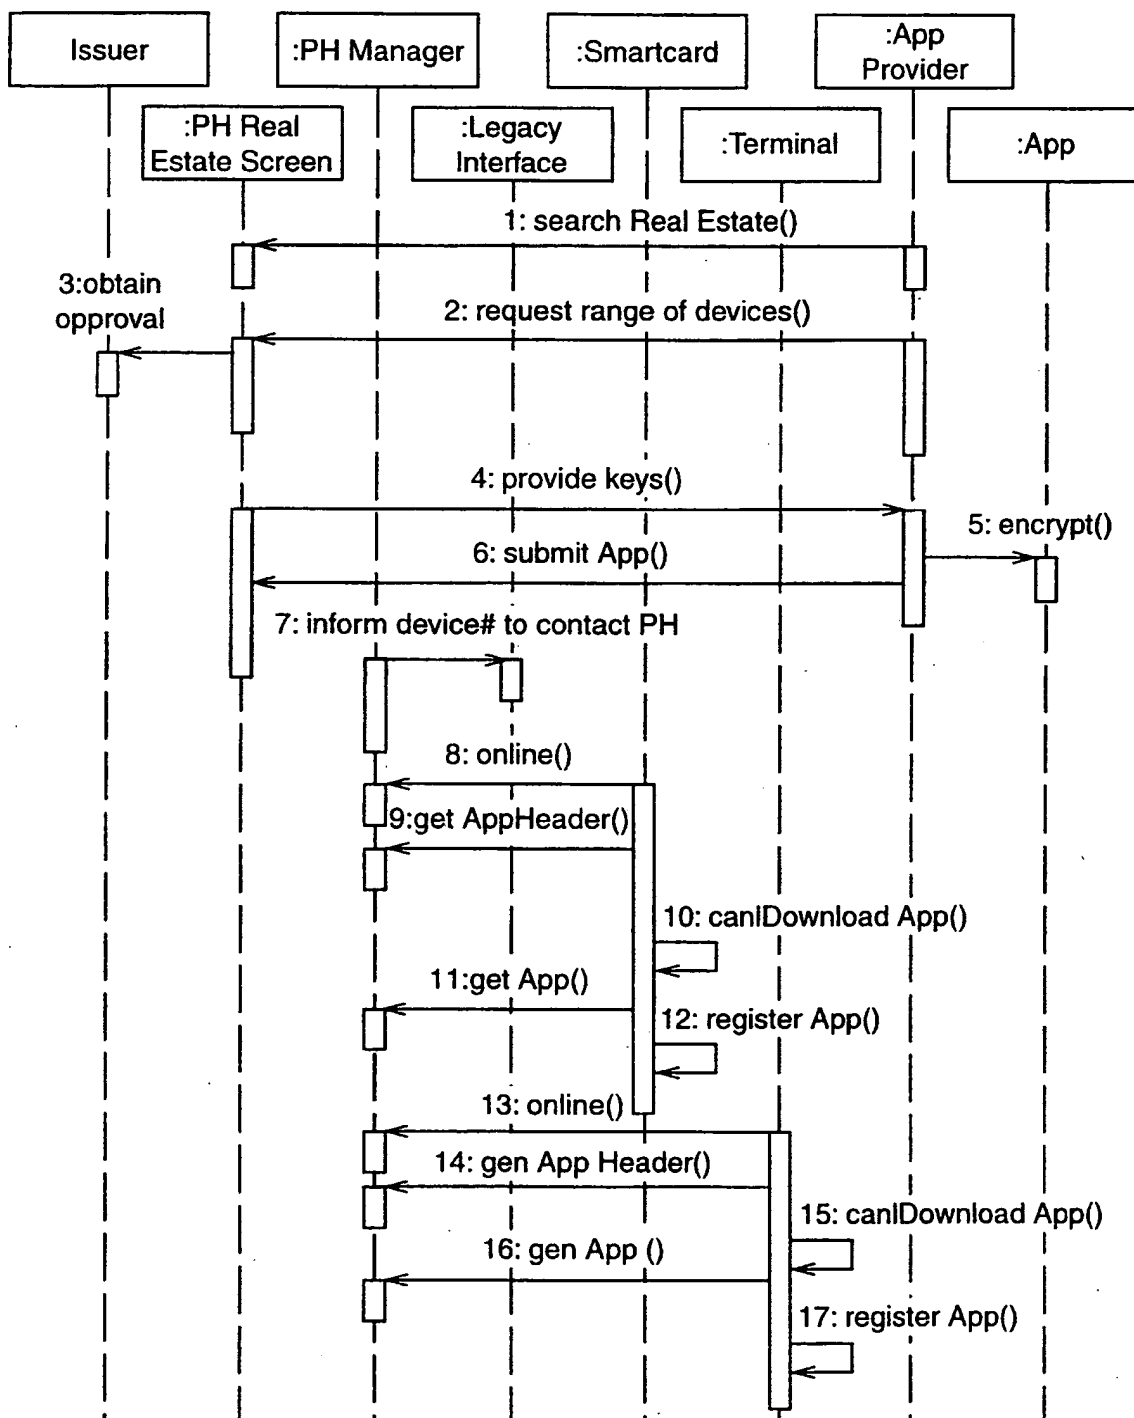 Issuer
:PH Manager
:Smartcard
:App
Provider
:PH Real
Estate Screen
:Legacy
Interface
:Terminal
:App
1: search Real Estate()
3:obtain
opproval
2: request range of devices()
4: provide keys()
5: encrypt()
6: submit App()
7: inform device# to contact PH
8: online()
9:get AppHeader()
10: canIDownload App()
11:get App()
12: register App()
13: online()
14: gen App Header()
15: canIDownload App()
16: gen App ()
17: register App()